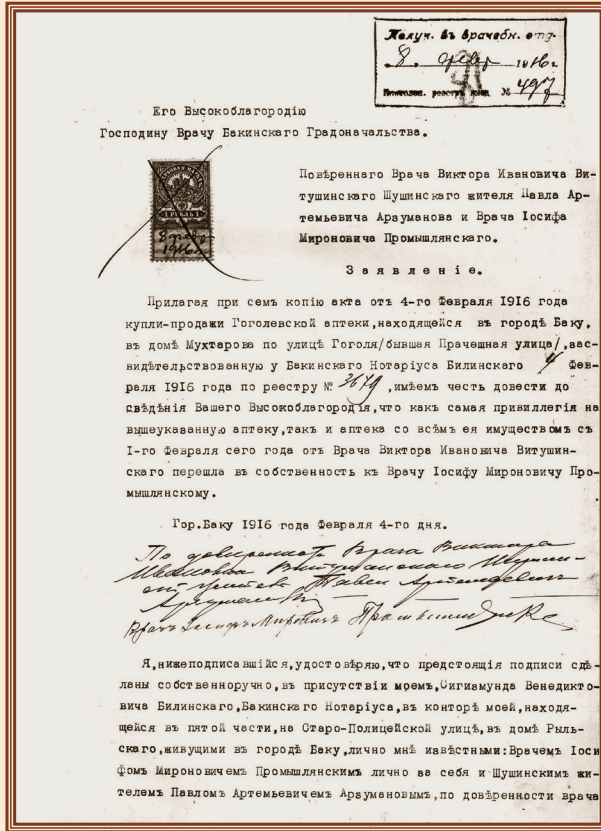 Получ. въ врачебн. отд.
8 февр 1916 г.
№ 497
Его Высокоблагородію
Господину Врачу Бакинскаго Градоначальства.
1 РУБЛЬ 1
8 февр
1916 г.
Повѣреннаго Врача Виктора Ивановича Ви-
тушинскаго Шушинскаго жителя Павла Ар-
темьевича Арзуманова и Врача Іосифа
Мироновича Промышлянскаго.
Заявленіе.
Прилагая при семъ копію акта отъ 4-го Февраля 1916 года
купли-продажи Гоголевской аптеки,находящейся въ городѣ Баку,
въ домѣ Мухтарова по улицѣ Гоголя/бывшая Прачешная улица/,зас-
видѣтельствованную у Бакинскаго Нотаріуса Билинскаго 4 Фев-
раля 1916 года по реестру № 3679,имѣемъ честь довести до
свѣдѣнія Вашего Высокоблагородія,что какъ самая привиллегія на
вышеуказанную аптеку,такъ и аптека со всѣмъ ея имуществомъ съ
I-го Февраля сего года отъ Врача Виктора Ивановича Витушин-
скаго перешла въ собственность къ Врачу Іосифу Мироновичу Про-
мышлянскому.
Гор.Баку 1916 года Февраля 4-го дня.
По довѣренности Врача Виктора
Ивановича Витушинскаго Шушин-
житель Павелъ Артемьевичъ
Врачъ Іосифъ Мироновичъ
Я,нижеподписавшійся,удостовѣряю,что предстоящія подписи сдѣ-
ланы собственноручно,въ присутствіи моемъ,Сигизмунда Венедикто-
вича Билинскаго,Бакинскаго Нотаріуса,въ конторѣ моей,находя-
щейся въ пятой части,на Старо-Полицейской улицѣ,въ домѣ Рыль-
скаго,живущими въ городѣ Баку,лично мнѣ извѣстными:Врачемъ Іоси
фомъ Мироновичемъ Промышлянскимъ лично за себя и Шушинскимъ жи-
телемъ Павломъ Артемьевичемъ Арзумановымъ,по довѣренности врача